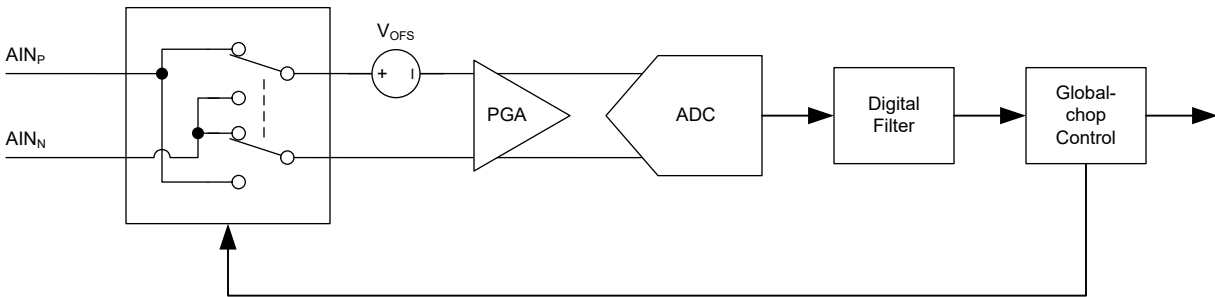 AINP
AINN
VOFS
+
–
PGA
ADC
Digital
Filter
Global-
chop
Control